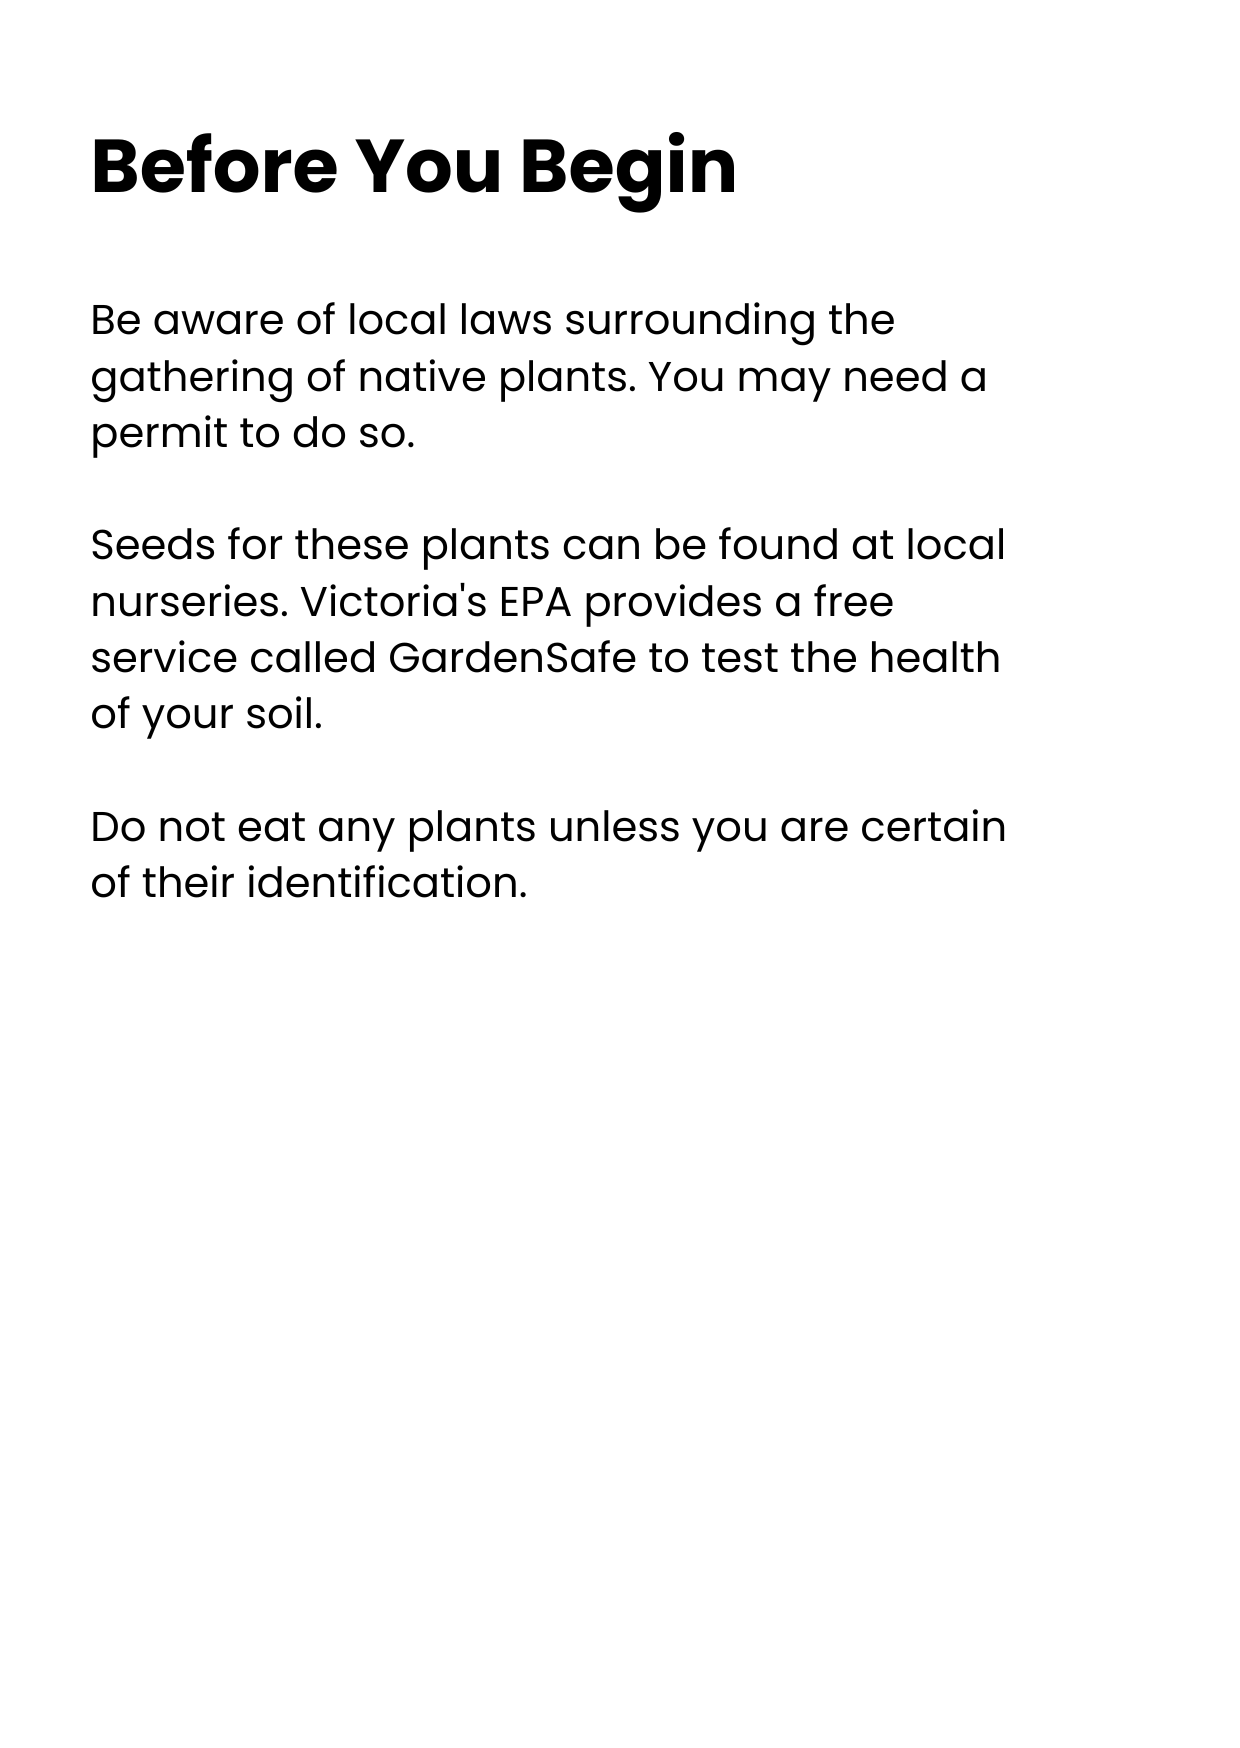 Before You Begin
Be aware of local laws surrounding the
gathering of native plants. You may need a
permit to do so.
Seeds for these plants can be found at local
nurseries. Victoria's EPA provides a free
service called GardenSafe to test the health
of your soil.
Do not eat any plants unless you are certain
of their identification.